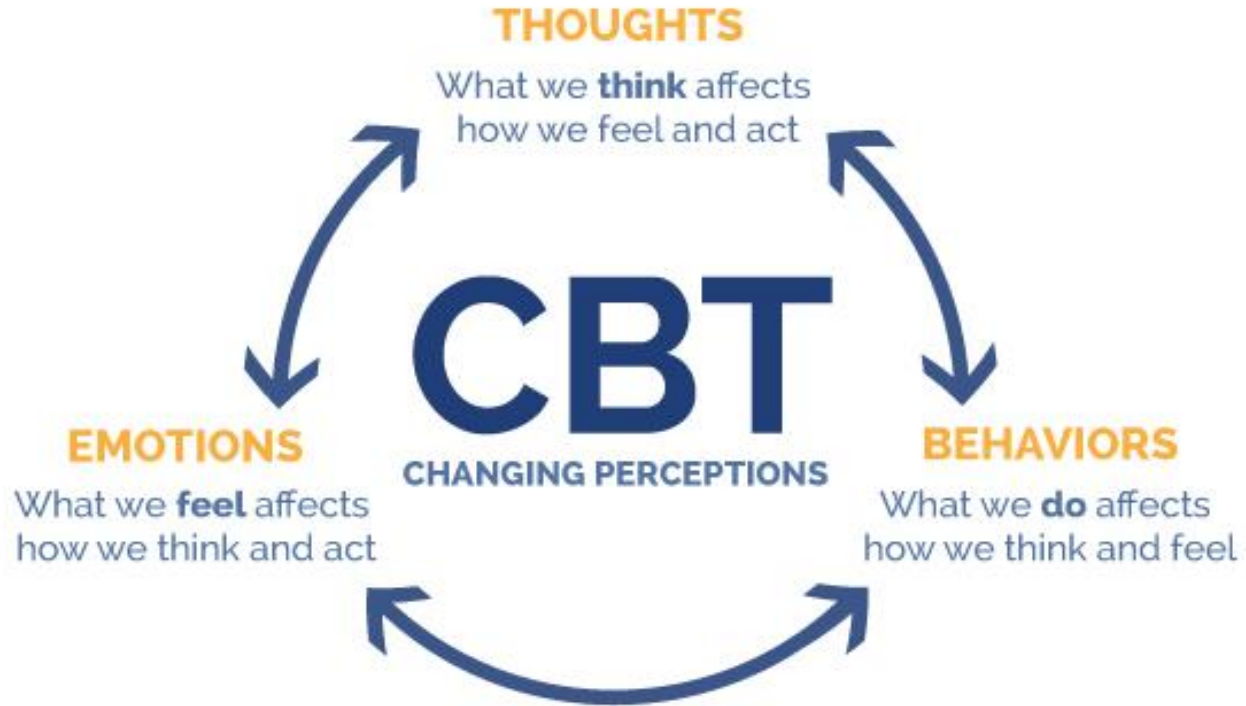 THOUGHTS
What we think affects
how we feel and act
CBT
CHANGING PERCEPTIONS
EMOTIONS
What we feel affects
how we think and act
BEHAVIORS
What we do affects
how we think and feel